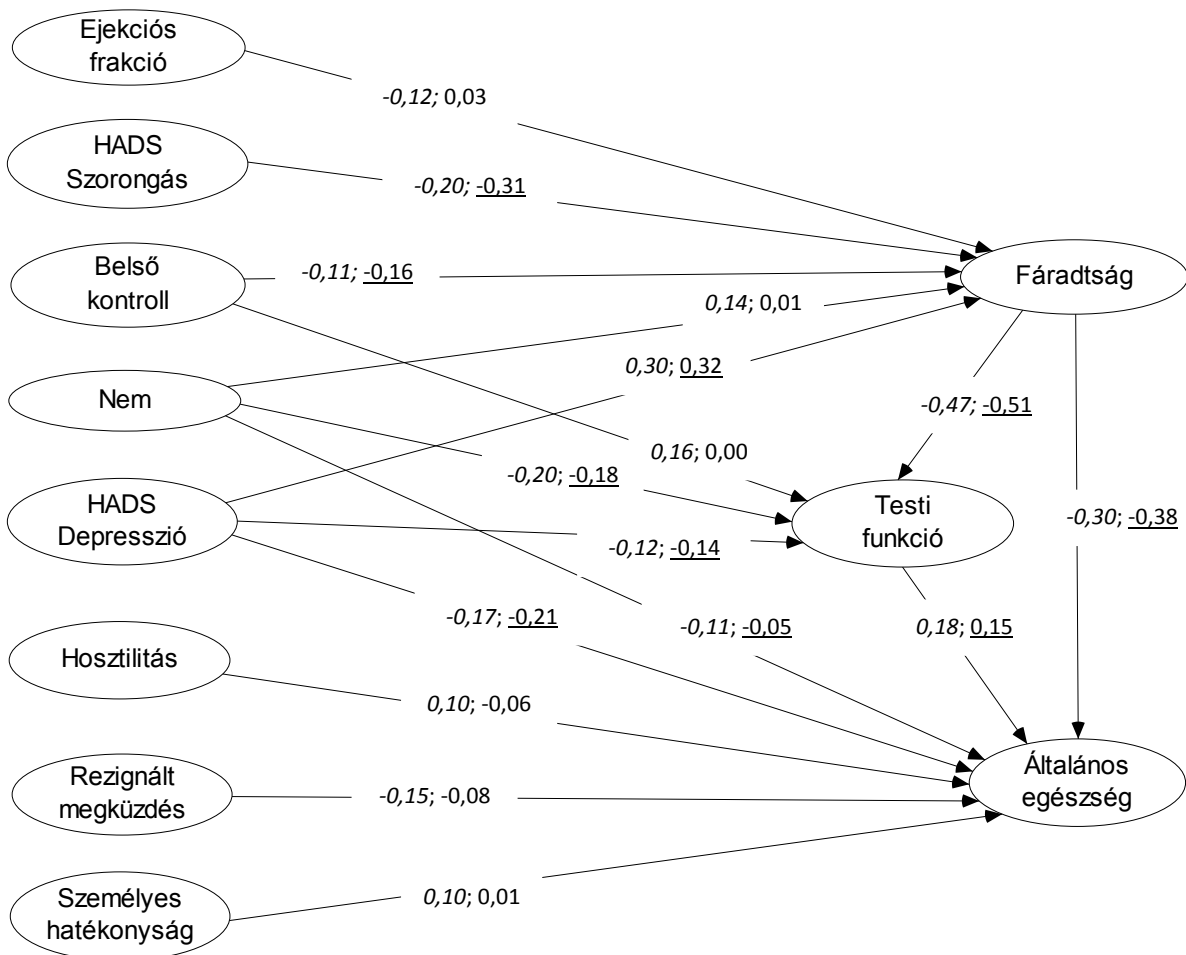 Ejekciós
frakció
-0,12; 0,03
HADS
Szorongás
-0,20; -0,31
Belső
kontroll
-0,11; -0,16
Fáradtság
0,14; 0,01
0,30; 0,32
Nem
-0,47; -0,51
0,16; 0,00
-0,20; -0,18
HADS
Depresszió
Testi
funkció
-0,30; -0,38
-0,12; -0,14
-0,17; -0,21
-0,11; -0,05
0,18; 0,15
Hosztilitás
0,10; -0,06
Rezignált
megküzdés
-0,15; -0,08
Általános
egészség
Személyes
hatékonyság
0,10; 0,01